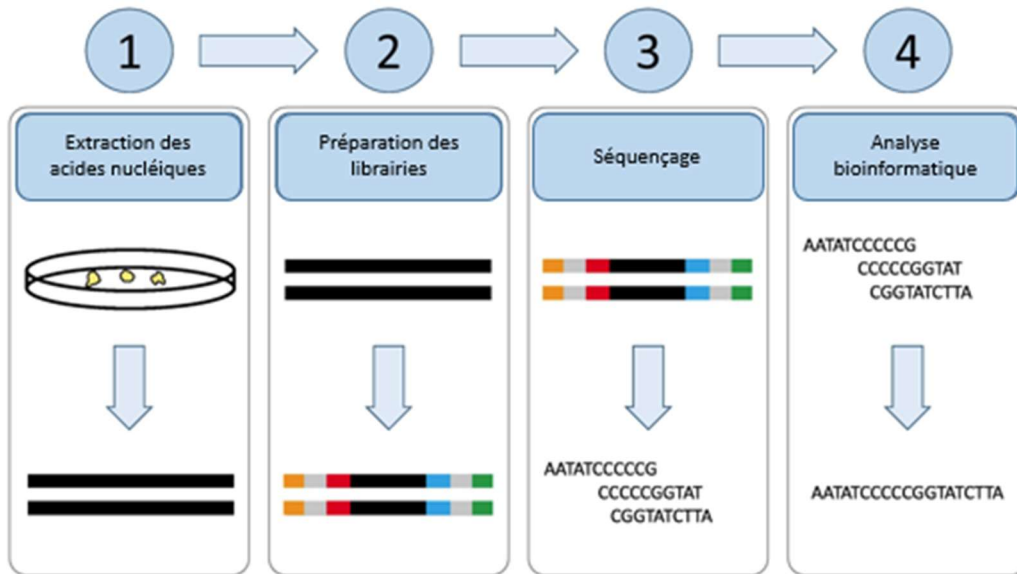 1
2
3
4
Extraction des
acides nucléiques
Préparation des
librairies
Séquençage
Analyse
bioinformatique
AATATCCCCCG
CCCCCGGTAT
CGGTATCTTA
AATATCCCCCG
CCCCCGGTAT
CGGTATCTTA
AATATCCCCCGGTATCTTA